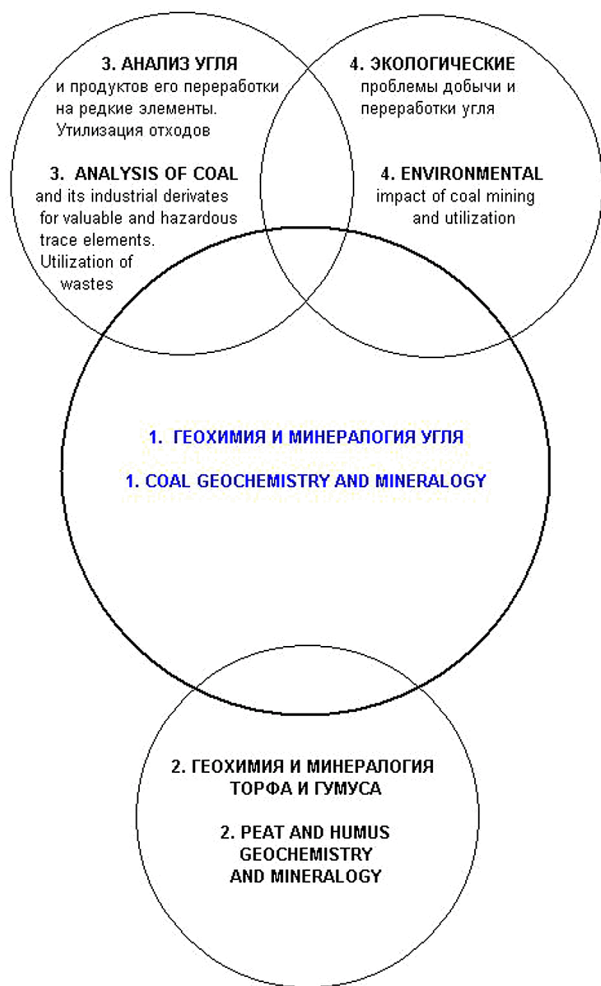 3. АНАЛИЗ УГЛЯ
и продуктов его переработки
на редкие элементы.
Утилизация отходов
3. ANALYSIS OF COAL
and its industrial derivates
for valuable and hazardous
trace elements.
Utilization of
wastes
4. ЭКОЛОГИЧЕСКИЕ
проблемы добычи и
переработки угля
4. ENVIRONMENTAL
impact of coal mining
and utilization
1. ГЕОХИМИЯ И МИНЕРАЛОГИЯ УГЛЯ
1. COAL GEOCHEMISTRY AND MINERALOGY
2. ГЕОХИМИЯ И МИНЕРАЛОГИЯ
ТОРФА И ГУМУСА
2. PEAT AND HUMUS
GEOCHEMISTRY
AND MINERALOGY